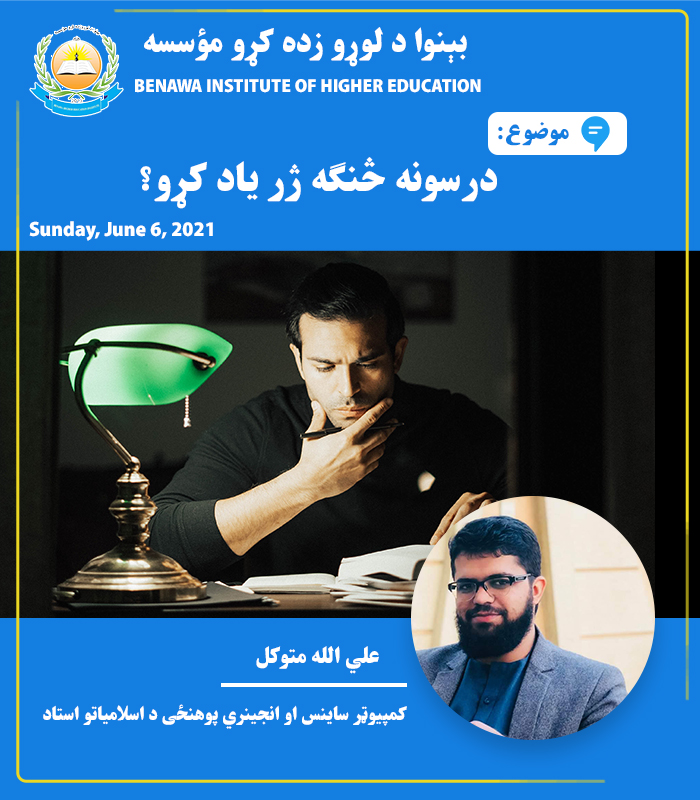 بېنوا د لوړو زده کړو مؤسسه
BENAWA INSTITUTE OF HIGHER EDUCATION
موضوع:
درسونه څنګه ژر یاد کړو؟
Sunday, June 6, 2021
علي الله متوکل
کمپیوټر ساینس او انجینري پوهنځی د اسلامیاتو استاد